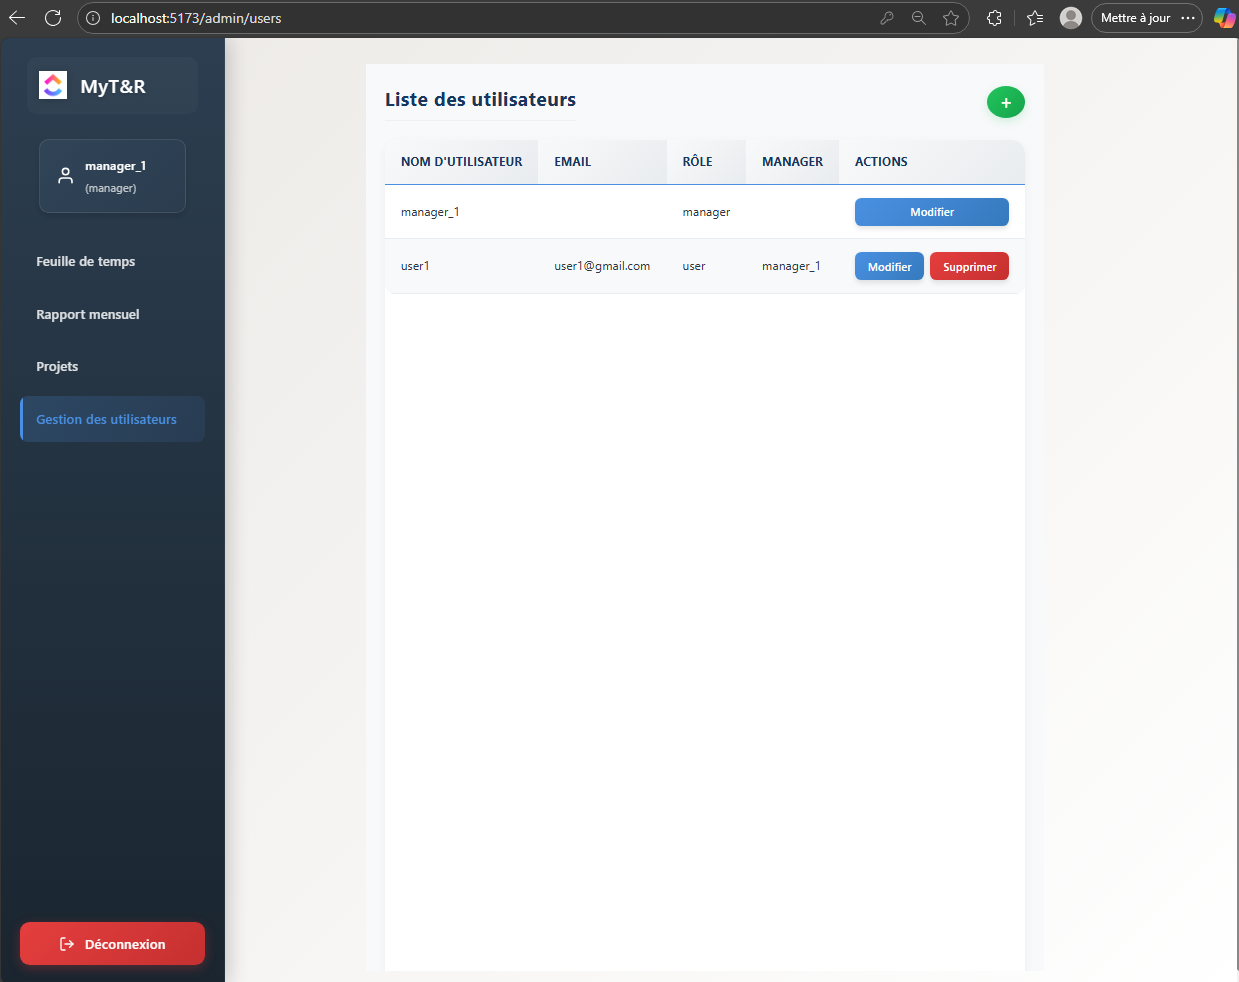 localhost:5173/admin/users
Mettre à jour
MyT&R
manager_1
(manager)
Feuille de temps
Rapport mensuel
Projets
Gestion des utilisateurs
Déconnexion
Liste des utilisateurs
+
NOM D'UTILISATEUR EMAIL RÔLE MANAGER ACTIONS
manager_1 manager Modifier
user1 user1@gmail.com user manager_1 Modifier Supprimer